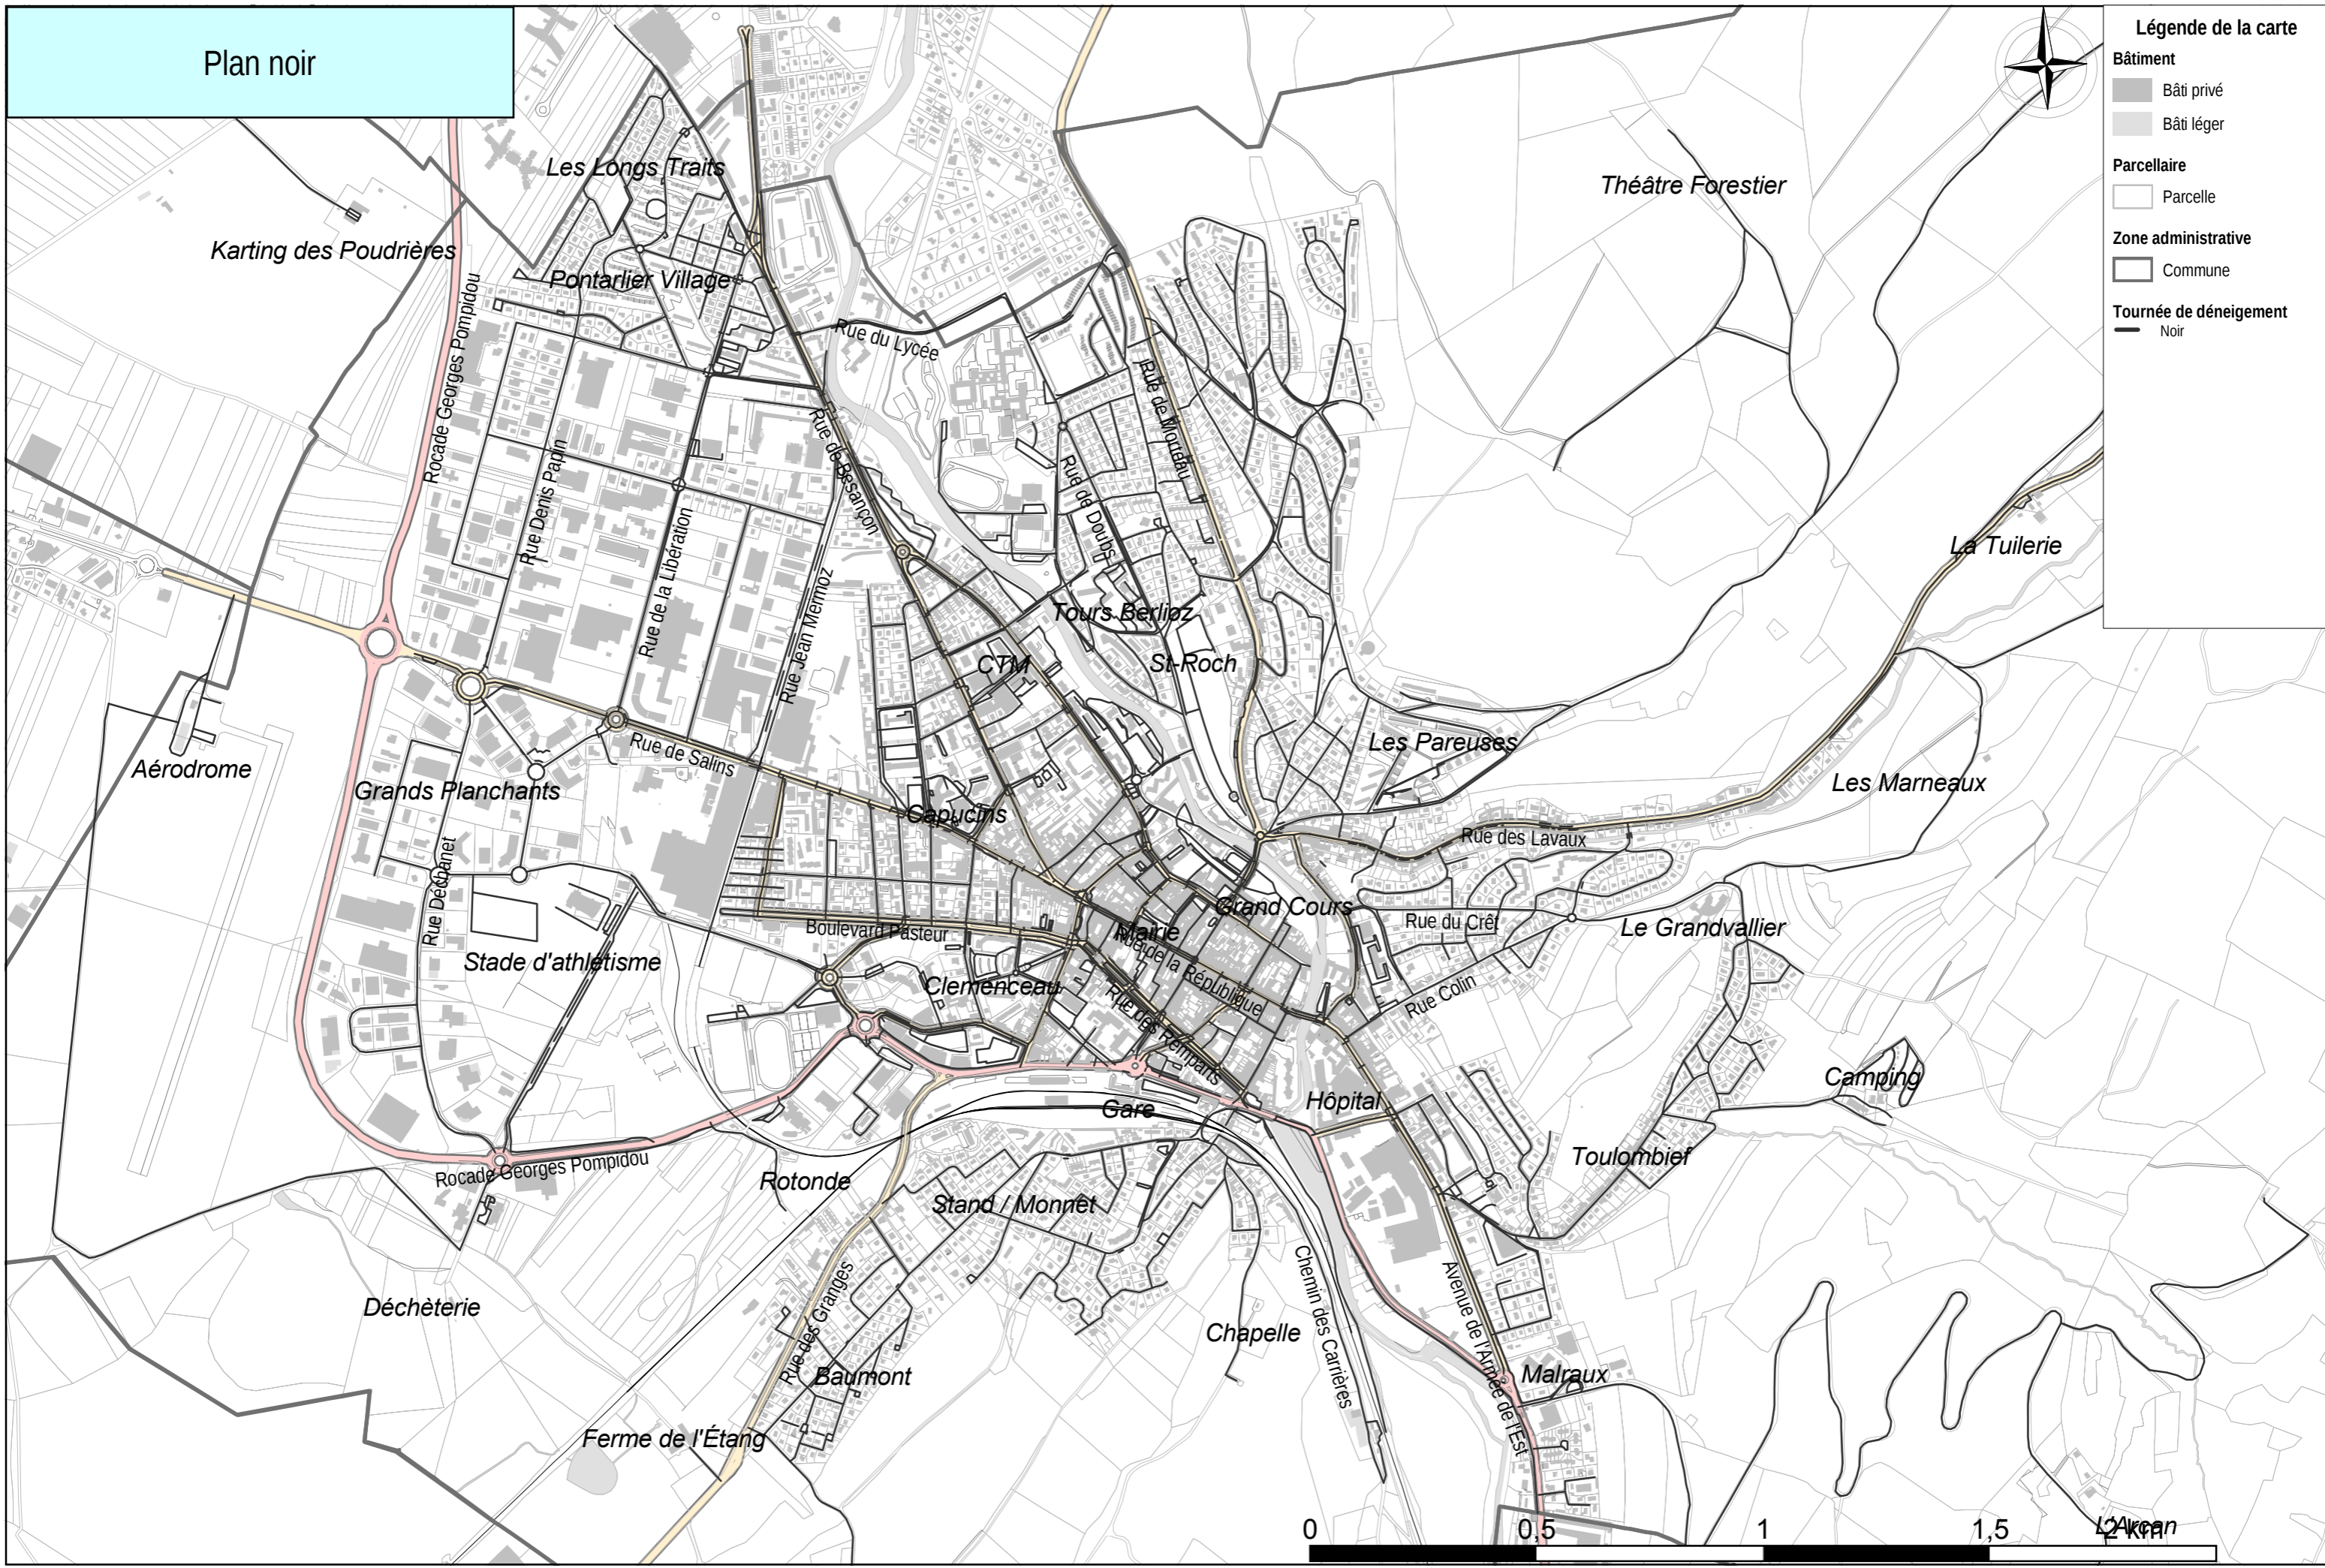 Plan noir
Légende de la carte
Bâtiment
Bâti privé
Bâti léger
Parcellaire
Parcelle
Zone administrative
Commune
Tournée de déneigement
Noir
Les Longs Traits
Théâtre Forestier
Karting des Poudrières
Pontarlier Village
Rue du Lycée
Rocade Georges Pompidou
Rue de Morteau
Rue de Besançon
Rue Denis Papin
Rue de Doubs
Rue de la Libération
La Tuilerie
Rue Jean Mermoz
Tours Berlioz
CTM
St-Roch
Rue de Salins
Les Pareuses
Aérodrome
Les Marneaux
Grands Planchants
Capucins
Rue des Lavaux
Rue Déchanet
Grand Cours
Rue du Crêt
Le Grandvallier
Boulevard Pasteur
Mairie
Rue de la République
Stade d'athlétisme
Clemenceau
Rue Colin
Rue des Remparts
Camping
Gare
Hôpital
Toulombief
Rocade Georges Pompidou
Rotonde
Stand / Monnet
Chemin des Carrières
Rue des Granges
Avenue de l'Armée de l'Est
Déchèterie
Chapelle
Baumont
Malraux
Ferme de l'Étang
L'Arçan
0 0,5 1 1,5 2 km